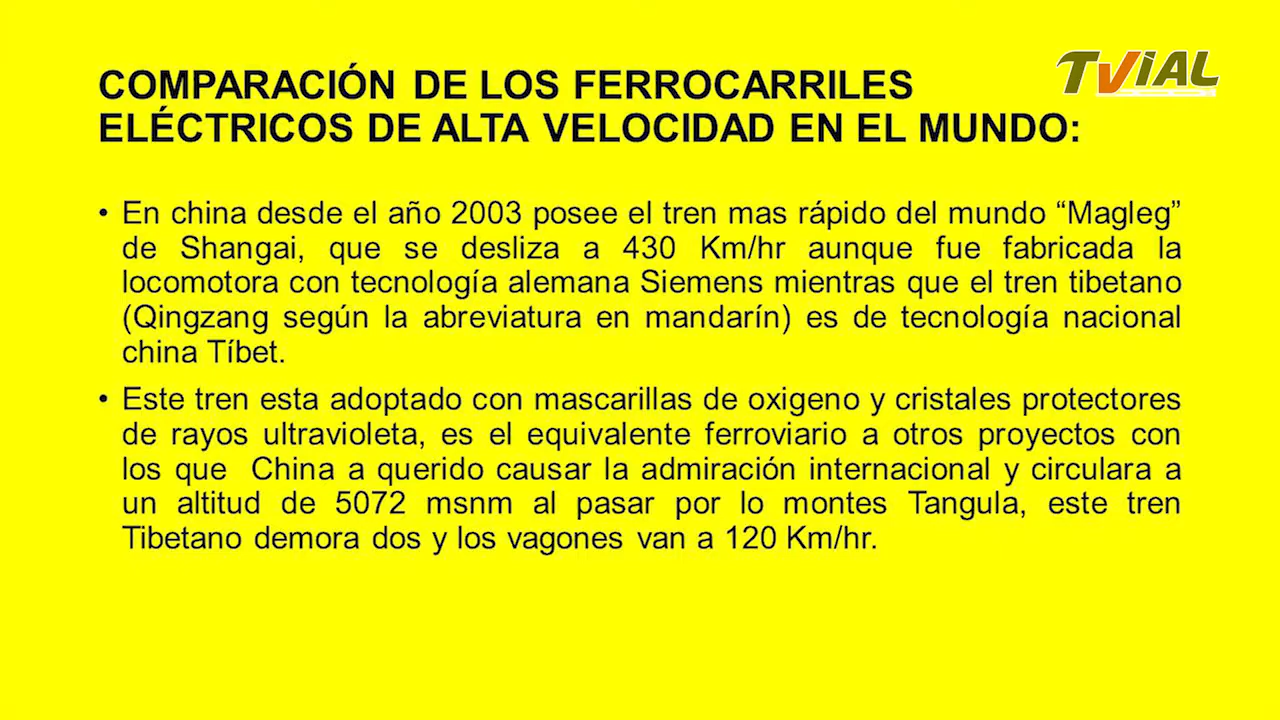 TViAL
COMPARACIÓN DE LOS FERROCARRILES
ELÉCTRICOS DE ALTA VELOCIDAD EN EL MUNDO:
• En china desde el año 2003 posee el tren mas rápido del mundo “Magleg”
de Shangai, que se desliza a 430 Km/hr aunque fue fabricada la
locomotora con tecnología alemana Siemens mientras que el tren tibetano
(Qingzang según la abreviatura en mandarín) es de tecnología nacional
china Tíbet.
• Este tren esta adoptado con mascarillas de oxigeno y cristales protectores
de rayos ultravioleta, es el equivalente ferroviario a otros proyectos con
los que China a querido causar la admiración internacional y circulara a
un altitud de 5072 msnm al pasar por lo montes Tangula, este tren
Tibetano demora dos y los vagones van a 120 Km/hr.